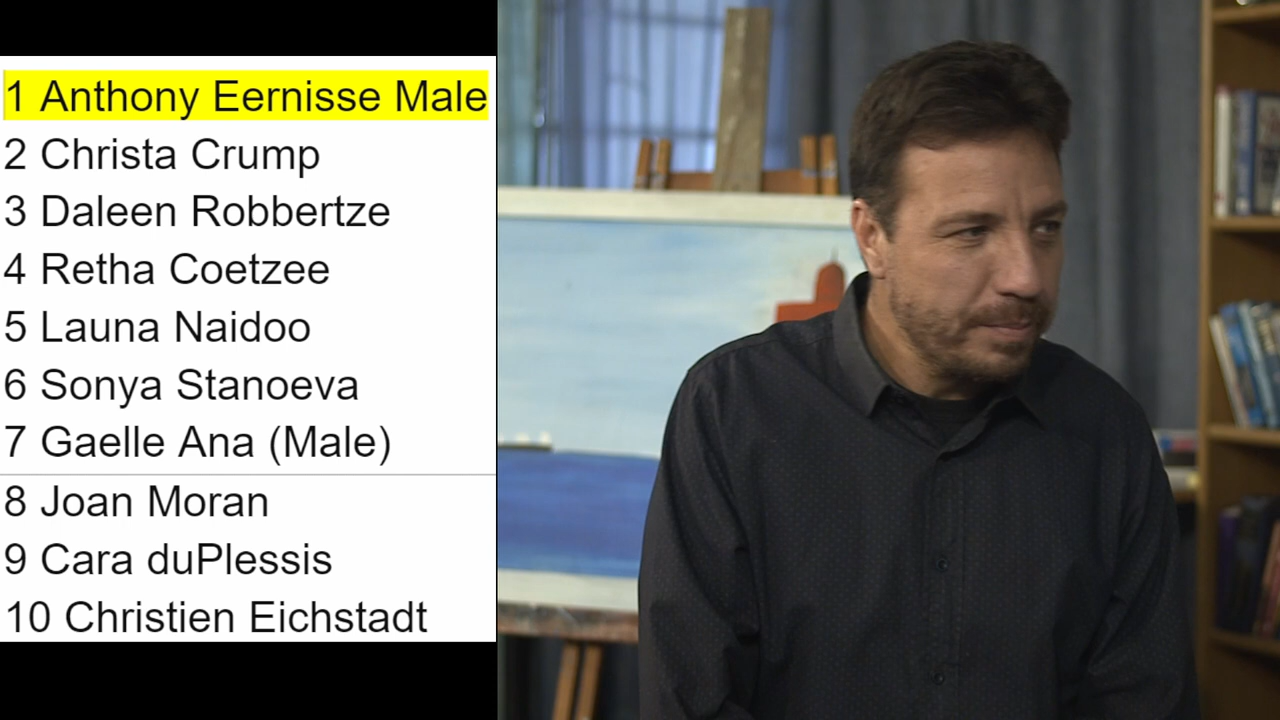 1 Anthony Eernisse Male
2 Christa Crump
3 Daleen Robbertze
4 Retha Coetzee
5 Launa Naidoo
6 Sonya Stanoeva
7 Gaelle Ana (Male)
8 Joan Moran
9 Cara duPlessis
10 Christien Eichstadt